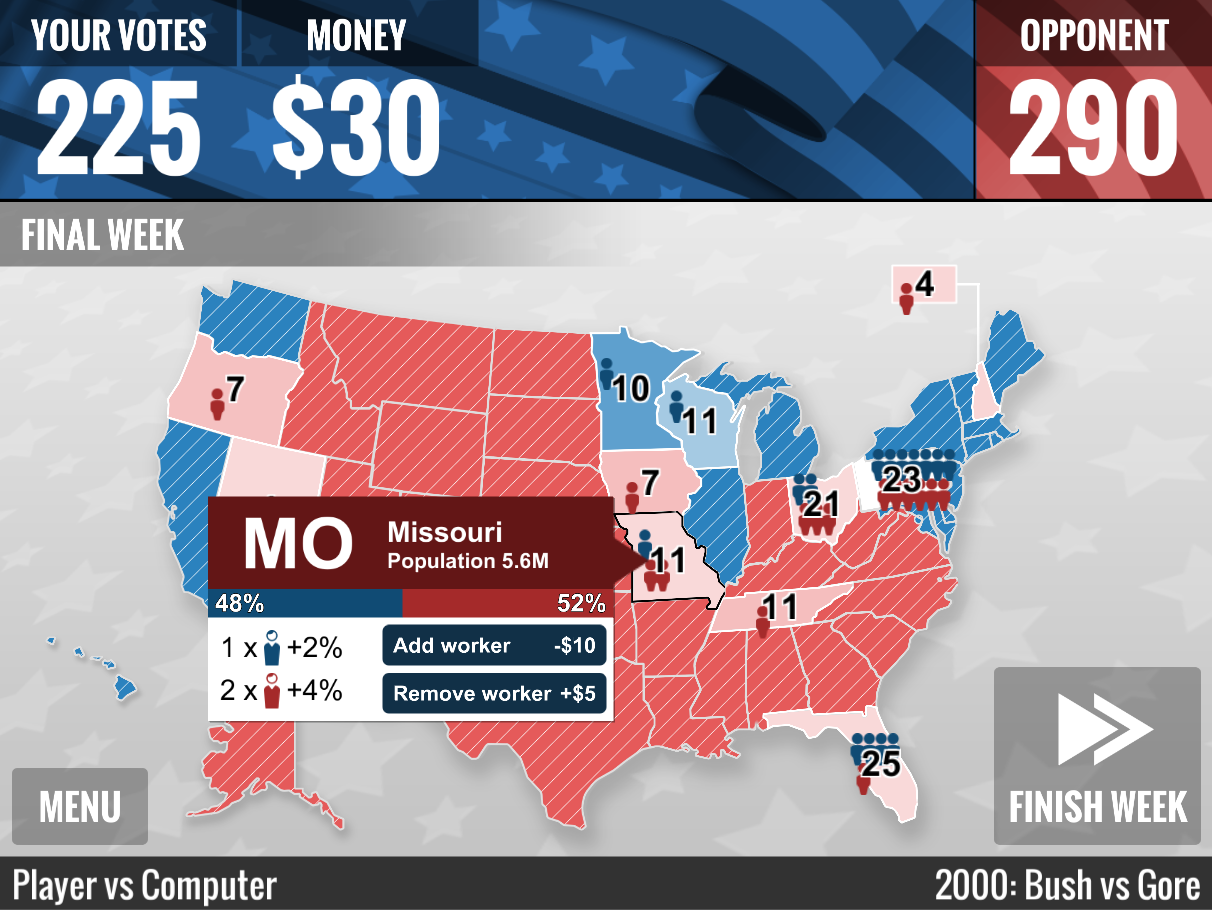 YOUR VOTES MONEY OPPONENT
225 $30 290
FINAL WEEK
4
7
10
11
7
23
21
MO Missouri
Population 5.6M
11
48% 52%
11
1 x +2% Add worker -$10
2 x +4% Remove worker +$5
25
MENU
FINISH WEEK
Player vs Computer 2000: Bush vs Gore